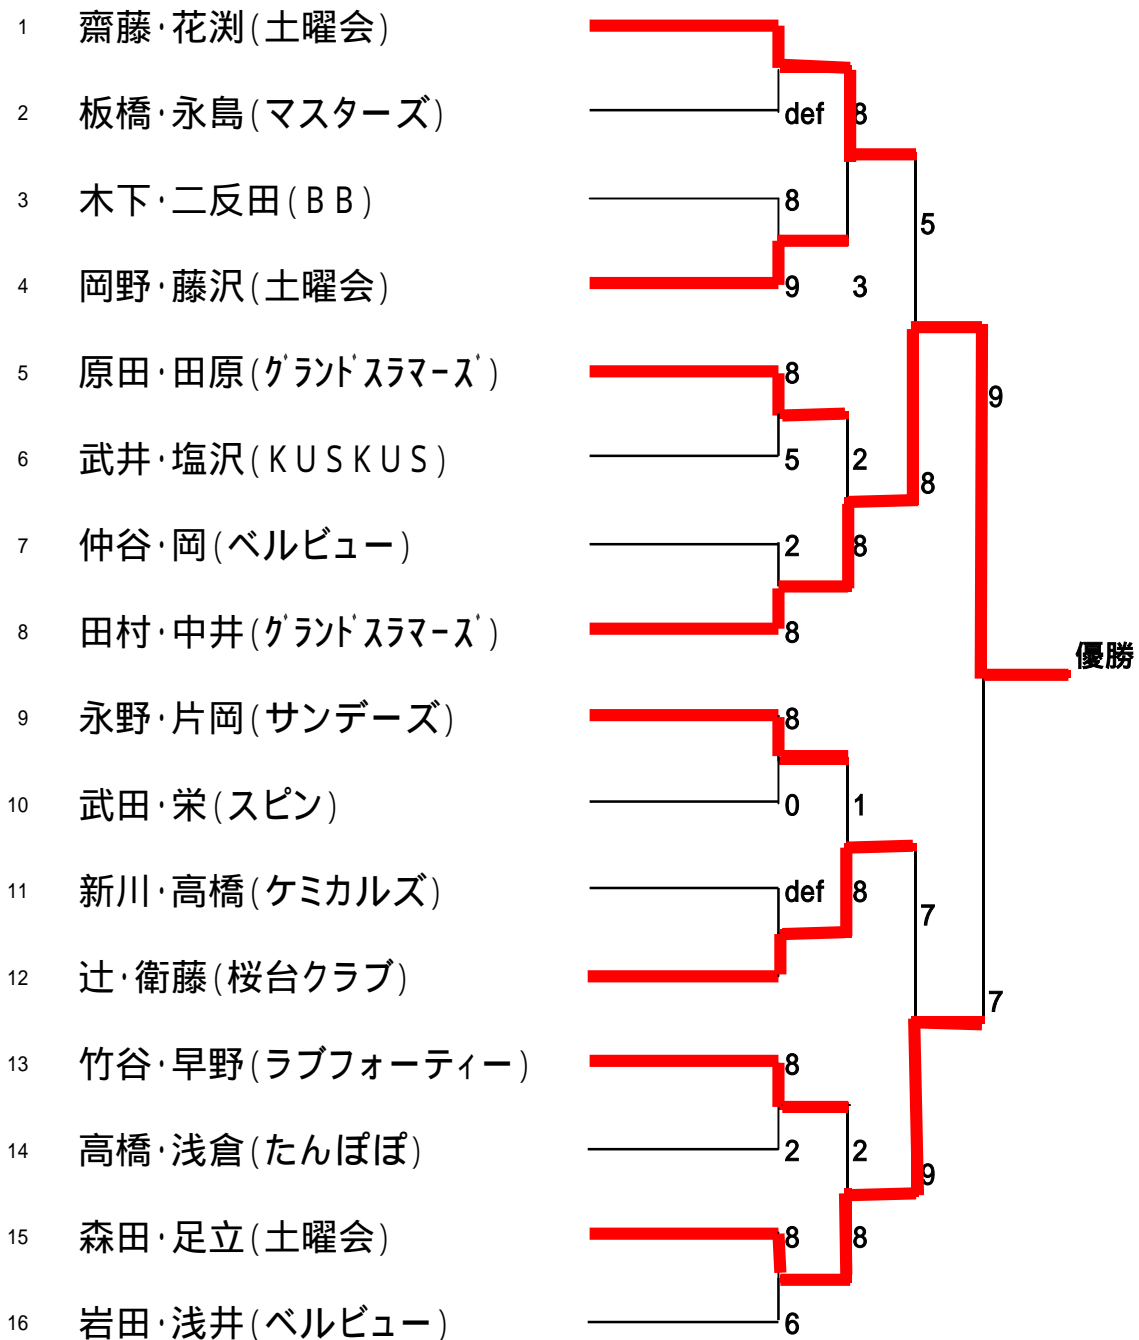 1 齋藤・花渕(土曜会)
2 板橋・永島(マスターズ)
def 8
3 木下・二反田(BB)
8
5
4 岡野・藤沢(土曜会)
9 3
5 原田・田原(グランドスラマーズ)
8
9
6 武井・塩沢(KUSKUS)
5 2
8
7 仲谷・岡(ベルビュー)
2 8
8 田村・中井(グランドスラマーズ)
8
優勝
9 永野・片岡(サンデーズ)
8
10 武田・栄(スピン)
0 1
11 新川・高橋(ケミカルズ)
def 8
7
12 辻・衛藤(桜台クラブ)
7
13 竹谷・早野(ラブフォーティー)
8
14 高橋・浅倉(たんぽぽ)
2 2
9
15 森田・足立(土曜会)
8 8
16 岩田・浅井(ベルビュー)
6